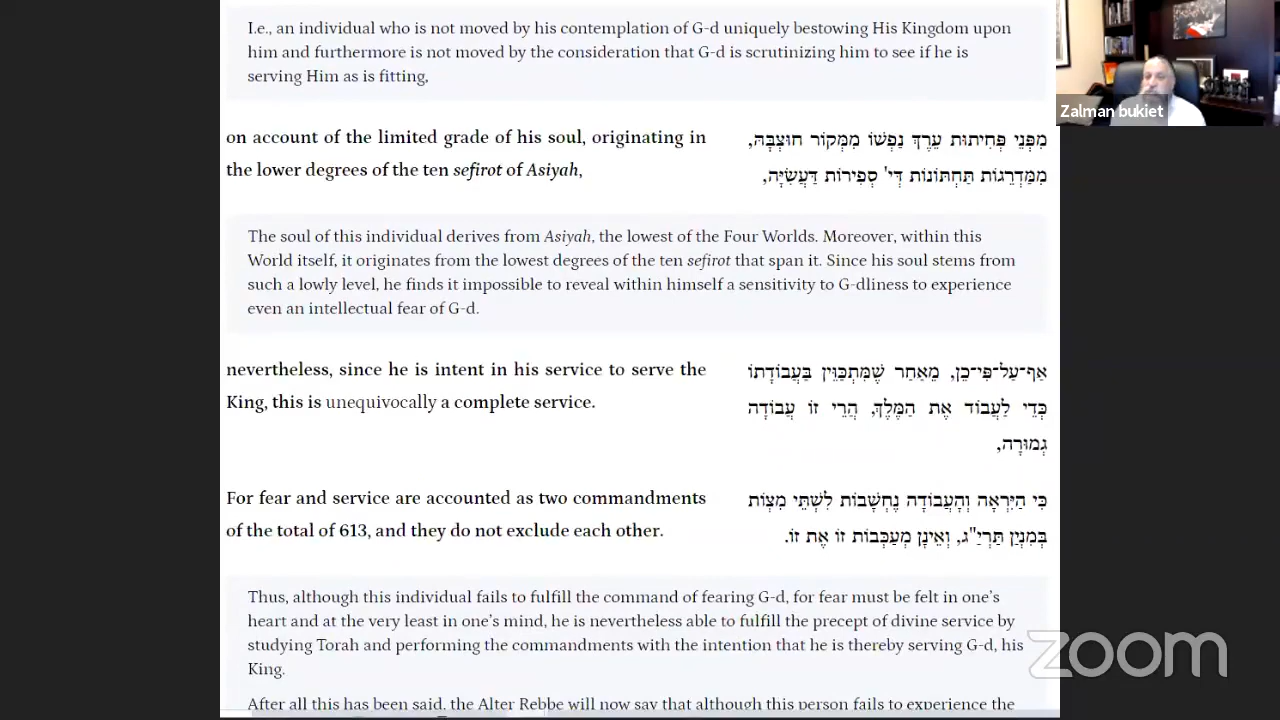 I.e., an individual who is not moved by his contemplation of G-d uniquely bestowing His Kingdom upon
him and furthermore is not moved by the consideration that G-d is scrutinizing him to see if he is
serving Him as is fitting,
Zalman bukiet
on account of the limited grade of his soul, originating in
the lower degrees of the ten sefirot of Asiyah,
מִפְּנֵי פְּחִיתוּת עֵרֶךְ נַפְשׁוֹ מִמְּקוֹר חוּצְבָהּ,
מִמַּדְרֵגוֹת תַּחְתּוֹנוֹת דְּי' סְפִירוֹת דַּעֲשִׂיָּה,
The soul of this individual derives from Asiyah, the lowest of the Four Worlds. Moreover, within this
World itself, it originates from the lowest degrees of the ten sefirot that span it. Since his soul stems from
such a lowly level, he finds it impossible to reveal within himself a sensitivity to G-dliness to experience
even an intellectual fear of G-d.
nevertheless, since he is intent in his service to serve the
King, this is unequivocally a complete service.
אַף־עַל־פִּי־כֵן, מֵאַחַר שֶׁמִּתְכַּוֵּין בַּעֲבוֹדָתוֹ
כְּדֵי לַעֲבוֹד אֶת הַמֶּלֶךְ, הֲרֵי זוֹ עֲבוֹדָה
גְּמוּרָה,
For fear and service are accounted as two commandments
of the total of 613, and they do not exclude each other.
כִּי הַיִּרְאָה וְהָעֲבוֹדָה נֶחְשָׁבוֹת לִשְׁתֵּי מִצְוֹת
בְּמִנְיַן תַּרְיַ"ג, וְאֵינָן מְעַכְּבוֹת זוֹ אֶת זוֹ.
Thus, although this individual fails to fulfill the command of fearing G-d, for fear must be felt in one's
heart and at the very least in one's mind, he is nevertheless able to fulfill the precept of divine service by
studying Torah and performing the commandments with the intention that he is thereby serving G-d, his
King.
After all this has been said, the Alter Rebbe will now say that although this person fails to experience the
zoom